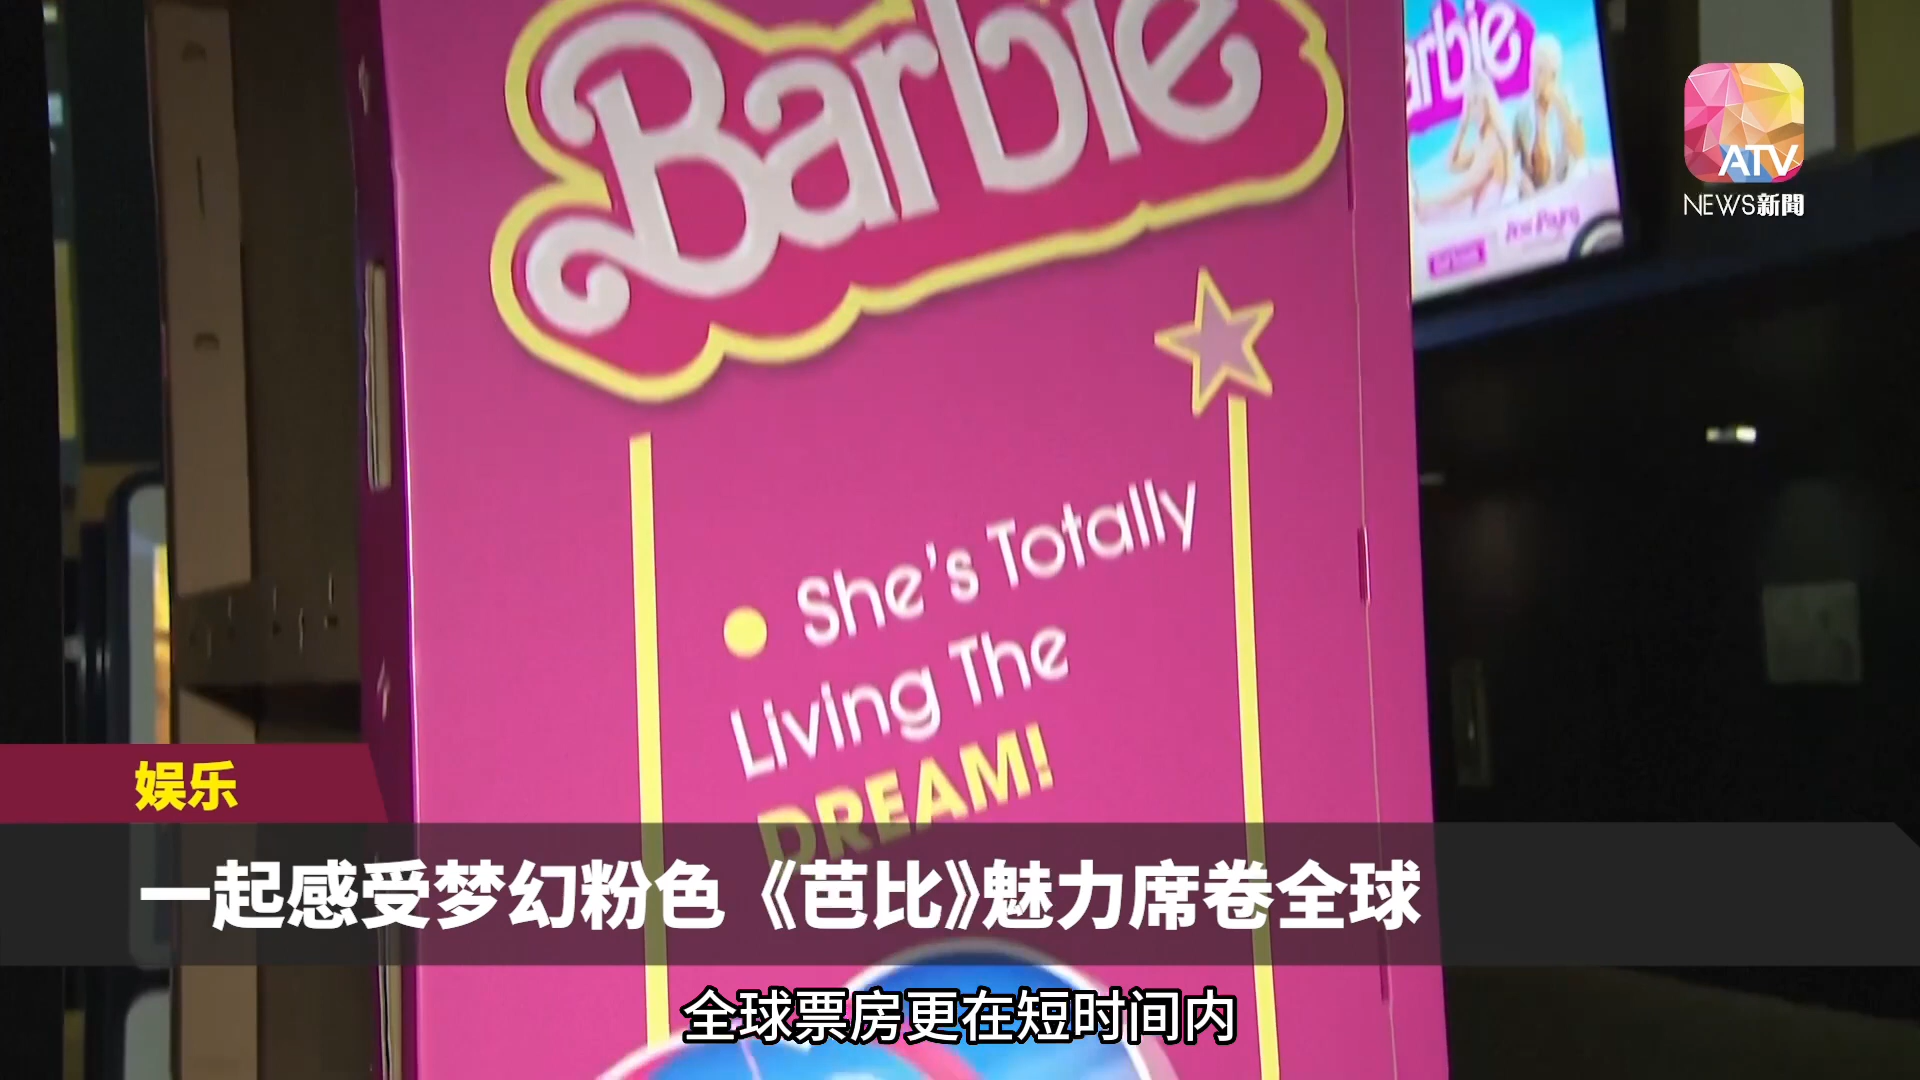 Barbie
arbie
ATV
NEWS新聞
Now Playing
She's Totally
Living The
DREAM!
娱乐
一起感受梦幻粉色《芭比》魅力席卷全球
全球票房更在短时间内